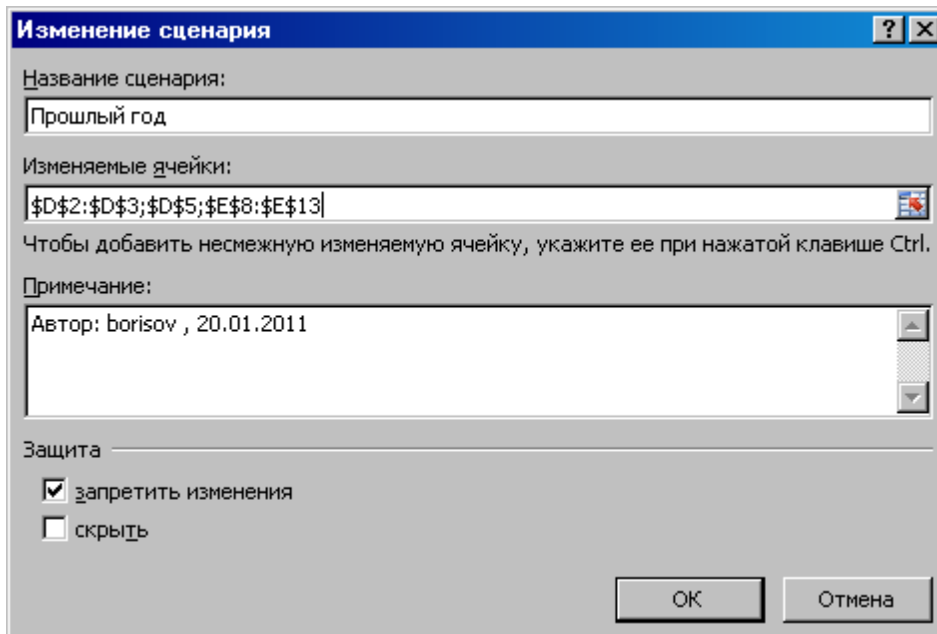 Изменение сценария
Название сценария:
Прошлый год
Изменяемые ячейки:
$D$2:$D$3;$D$5;$E$8:$E$13
Чтобы добавить несмежную изменяемую ячейку, укажите ее при нажатой клавише Ctrl.
Примечание:
Автор: borisov , 20.01.2011
Защита
запретить изменения
скрыть
ОК
Отмена